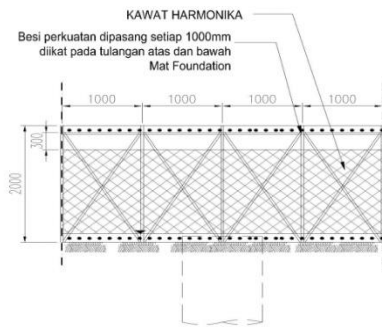 KAWAT HARMONIKA
Besi perkuatan dipasang setiap 1000mm
diikat pada tulangan atas dan bawah
Mat Foundation
1000 1000 1000 1000
300
2000